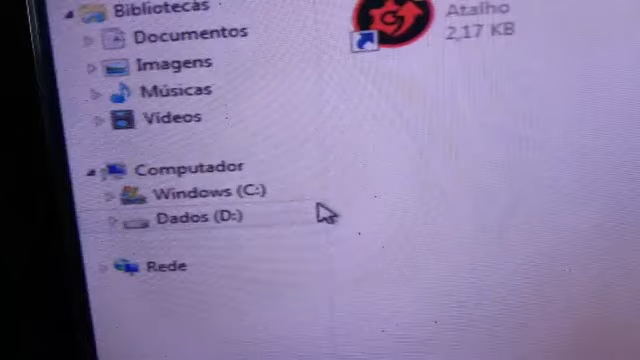 Bibliotecas
Documentos
Imagens
Músicas
Vídeos
Computador
Windows (C:)
Dados (D:)
Rede
Atalho
2,17 KB